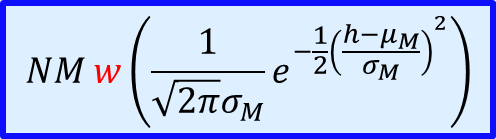 NM w ( 1 / √2π σ_M e^{-1/2 ((h−μ_M)/σ_M)^2} )